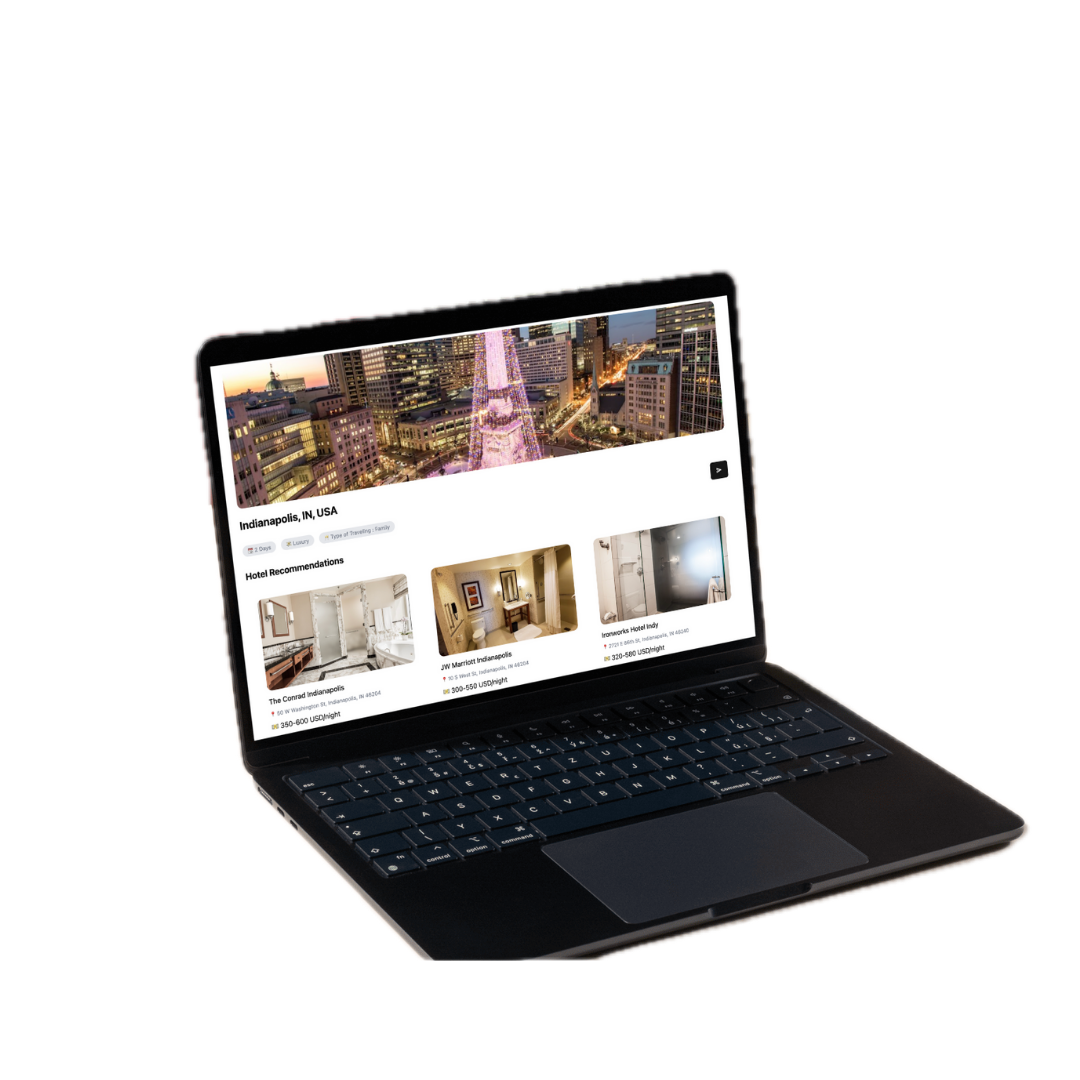 Indianapolis, IN, USA
2 Days
Luxury
Type of Traveling : Family
Hotel Recommendations
The Conrad Indianapolis
50 W Washington St, Indianapolis, IN 46204
350-600 USD/night
JW Marriott Indianapolis
10 S West St, Indianapolis, IN 46204
300-550 USD/night
Ironworks Hotel Indy
2721 E 86th St, Indianapolis, IN 46240
320-580 USD/night
esc
Q W E R T Z U I O P
A S D F G H J K L
Y X C V B N M
fn control option command
command option